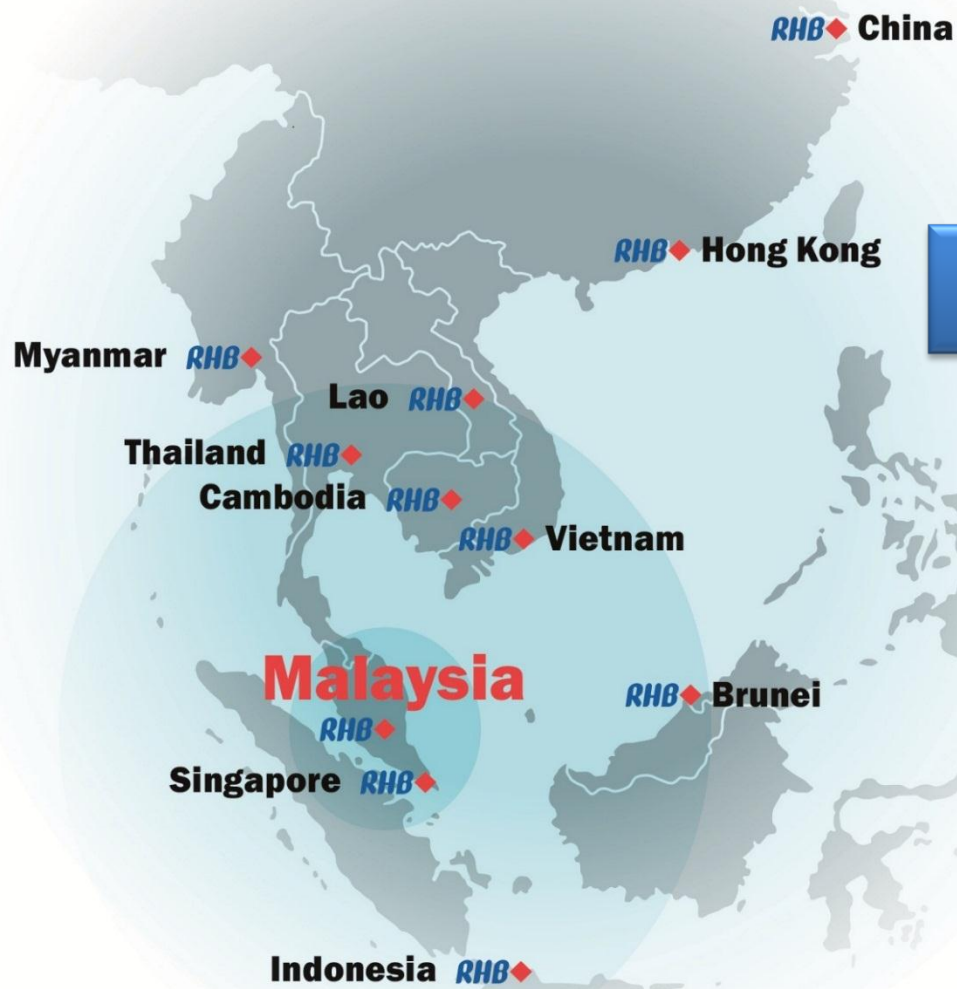 RHB China
RHB Hong Kong
Myanmar RHB
Lao RHB
Thailand RHB
Cambodia RHB
RHB Vietnam
Malaysia
RHB
RHB Brunei
Singapore RHB
Indonesia RHB